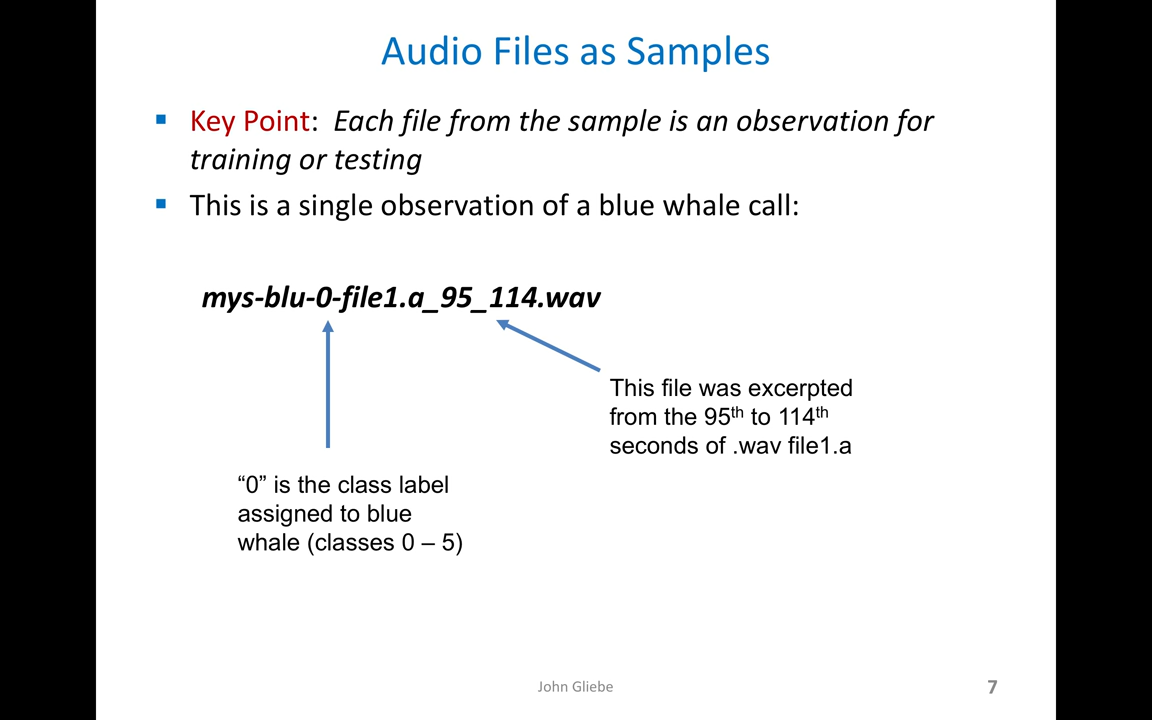 Audio Files as Samples
Key Point: Each file from the sample is an observation for
training or testing
This is a single observation of a blue whale call:
mys-blu-0-file1.a_95_114.wav
This file was excerpted
from the 95th to 114th
seconds of .wav file1.a
“0” is the class label
assigned to blue
whale (classes 0 – 5)
John Gliebe
7